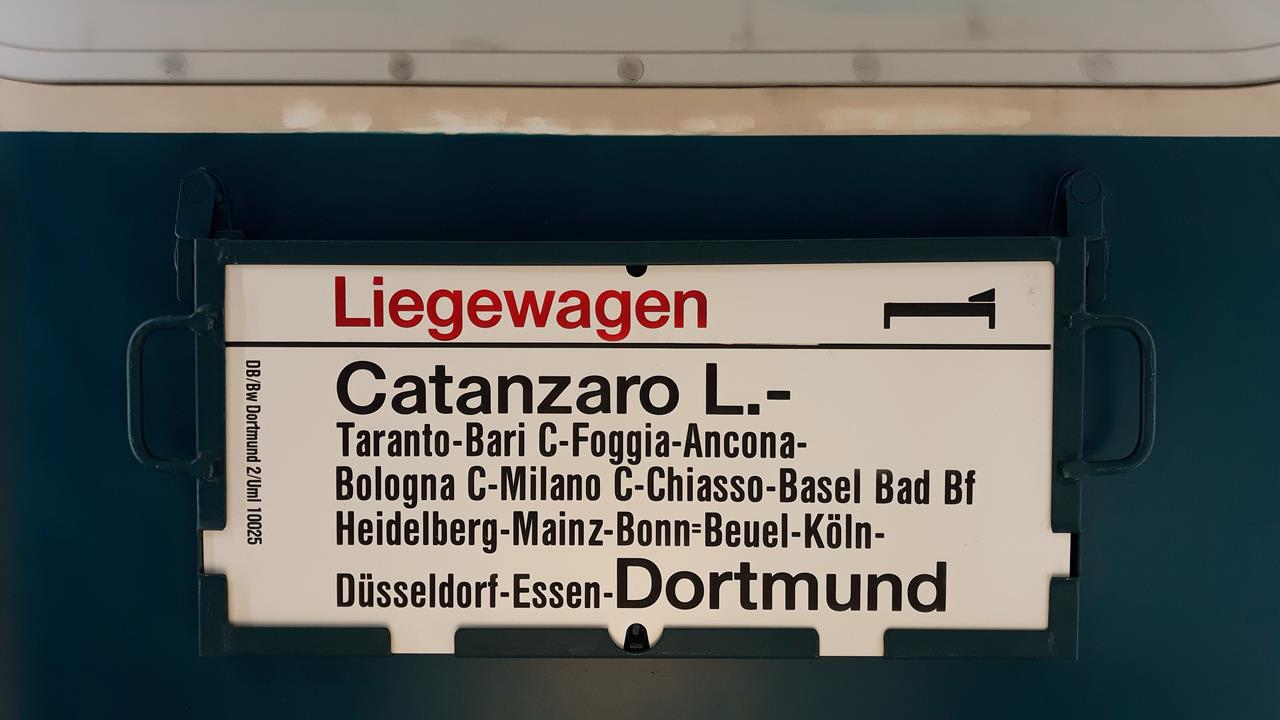 Liegewagen
Catanzaro L.-
Taranto-Bari C-Foggia-Ancona-
Bologna C-Milano C-Chiasso-Basel Bad Bf
Heidelberg-Mainz-Bonn=Beuel-Köln-
Düsseldorf-Essen-Dortmund
DB/Bw Dortmund 2/Uml 10025